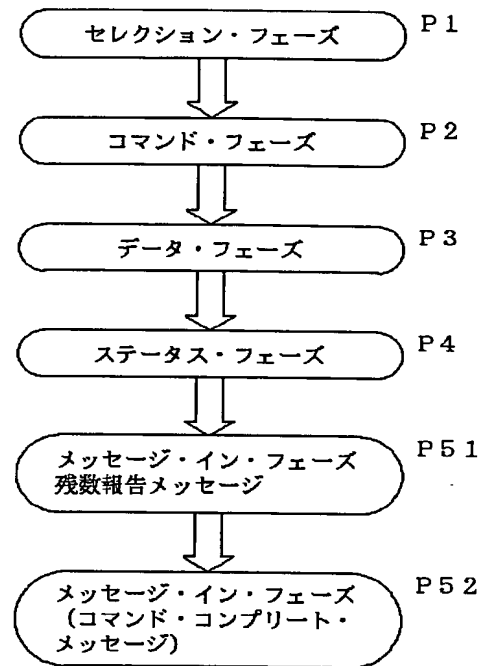 セレクション・フェーズ P1
コマンド・フェーズ P2
データ・フェーズ P3
ステータス・フェーズ P4
メッセージ・イン・フェーズ P51
残数報告メッセージ
メッセージ・イン・フェーズ P52
(コマンド・コンプリート・
メッセージ)